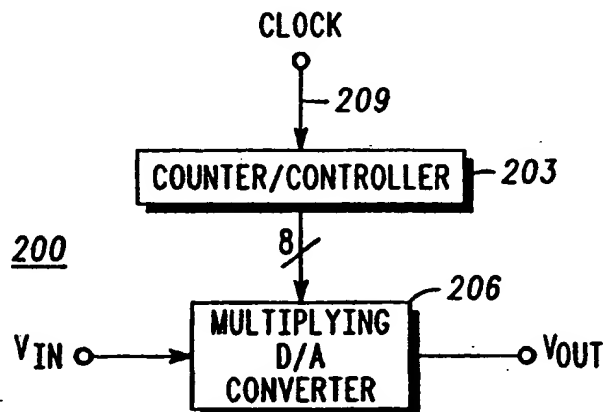 CLOCK
209
COUNTER/CONTROLLER
203
8
200
206
MULTIPLYING
D/A
CONVERTER
VIN
VOUT